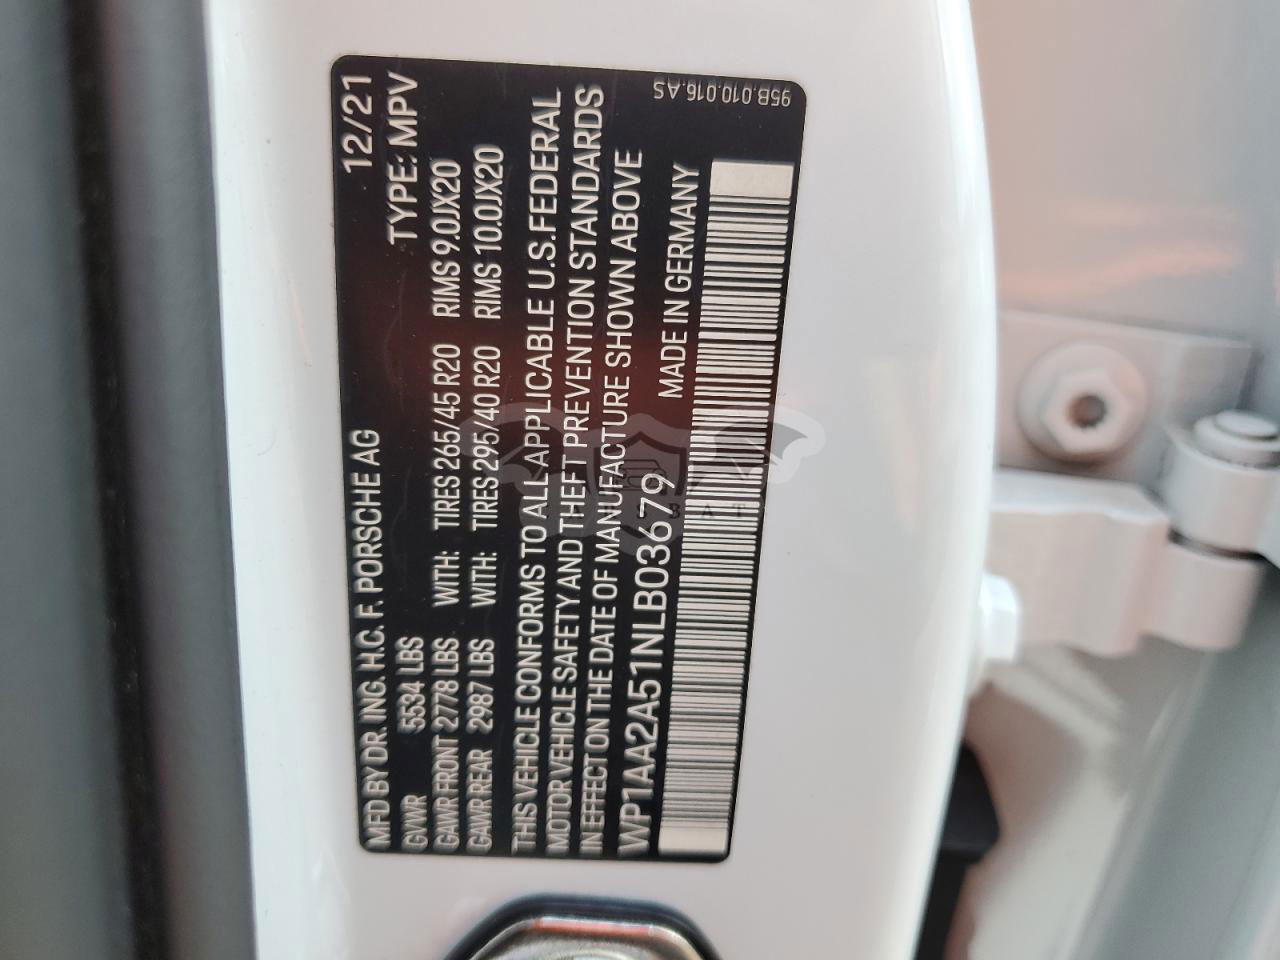 MFD BY DR. ING. H.C. F. PORSCHE AG 12/21
GVWR 5534 LBS TYPE: MPV
GAWR FRONT 2778 LBS WITH: TIRES 265/45 R20 RIMS 9.0JX20
GAWR REAR 2987 LBS WITH: TIRES 295/40 R20 RIMS 10.0JX20
THIS VEHICLE CONFORMS TO ALL APPLICABLE U.S. FEDERAL
MOTOR VEHICLE SAFETY AND THEFT PREVENTION STANDARDS
IN EFFECT ON THE DATE OF MANUFACTURE SHOWN ABOVE
WP1AA2A51NLB03679 MADE IN GERMANY
95B.010.016.AS